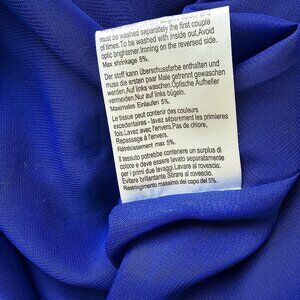 must be washed separately the first couple
of times.To be washed with inside out.Avoid
optic brightener.Ironing on the reversed side.
Max shrinkage 5%.
Der stoff kann überschussfarbe enthalten und
muss die ersten paar Male getrennt gewaschen
werden.Auf links waschen.Optische Aufheller
vermeiden.Nur auf links bügeln.
Maximales Einlaufen 5%.
Le tissue peut contenir des couleurs
excedentaires - lavez séparement les primières
fois.Lavez avec l'envers.Pas de chlore,
Repassage à l'envers.
Rétrécissement max 5%.
Il tessuto potrebbe contenere un surplus di
colore e deve essere lavato separatamente
per i primi due lavaggi.Lavare al rovescio.
Evitare brillantante.Stirare al rovescio.
Restringimento massimo del capo del 5%.